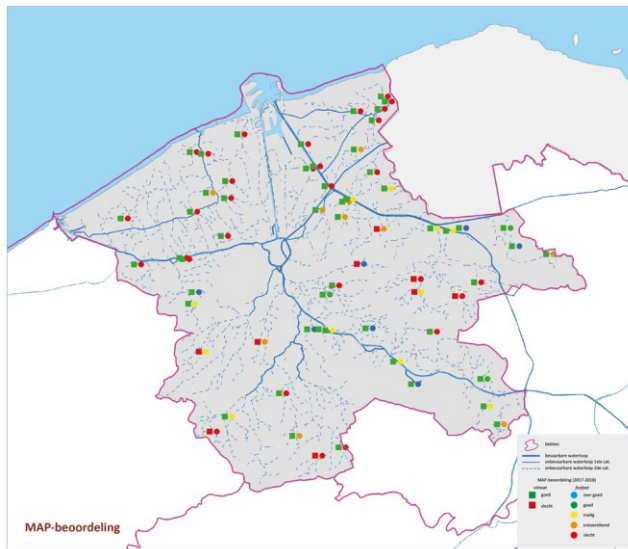 MAP-beoordeling
bekken
bevaarbare waterloop
onbevaarbare waterloop 1ste cat.
onbevaarbare waterloop 2de cat.
MAP-beoordeling (2017-2018)
nitraat fosfaat
goed zeer goed
slecht goed
matig
ontoereikend
slecht